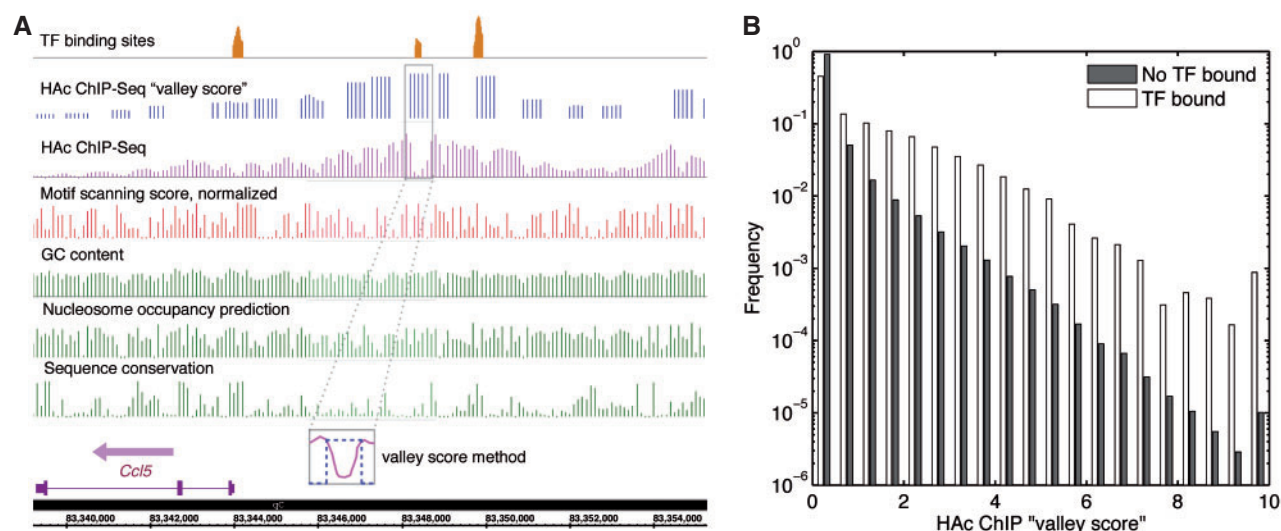 A
TF binding sites
HAc ChIP-Seq "valley score"
HAc ChIP-Seq
Motif scanning score, normalized
GC content
Nucleosome occupancy prediction
Sequence conservation
valley score method
Ccl5
qC
83,340,000 83,342,000 83,344,000 83,346,000 83,348,000 83,350,000 83,352,000 83,354,000
B
No TF bound
TF bound
Frequency
10^0
10^-1
10^-2
10^-3
10^-4
10^-5
10^-6
0 2 4 6 8 10
HAc ChIP "valley score"